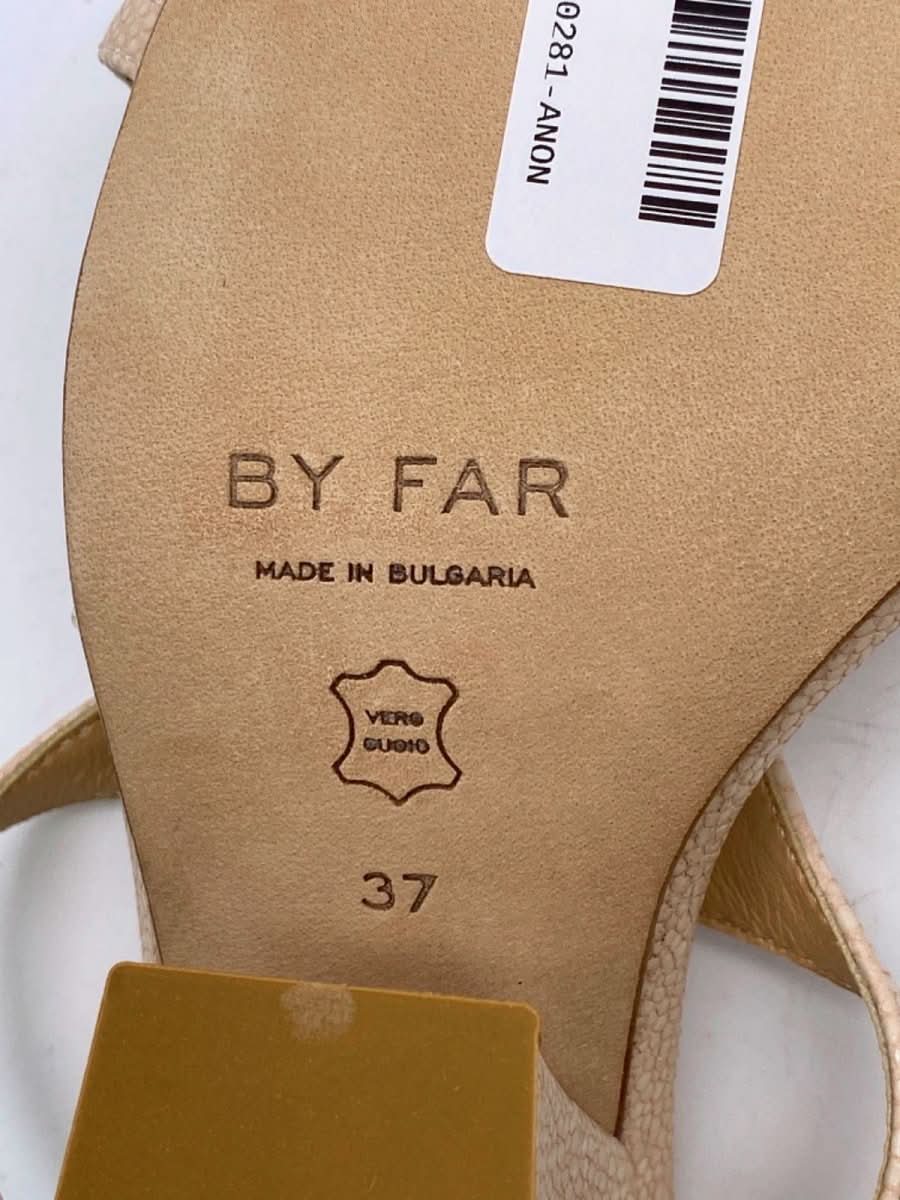 0281-ANON
BY FAR
MADE IN BULGARIA
VERO
CUOIO
37